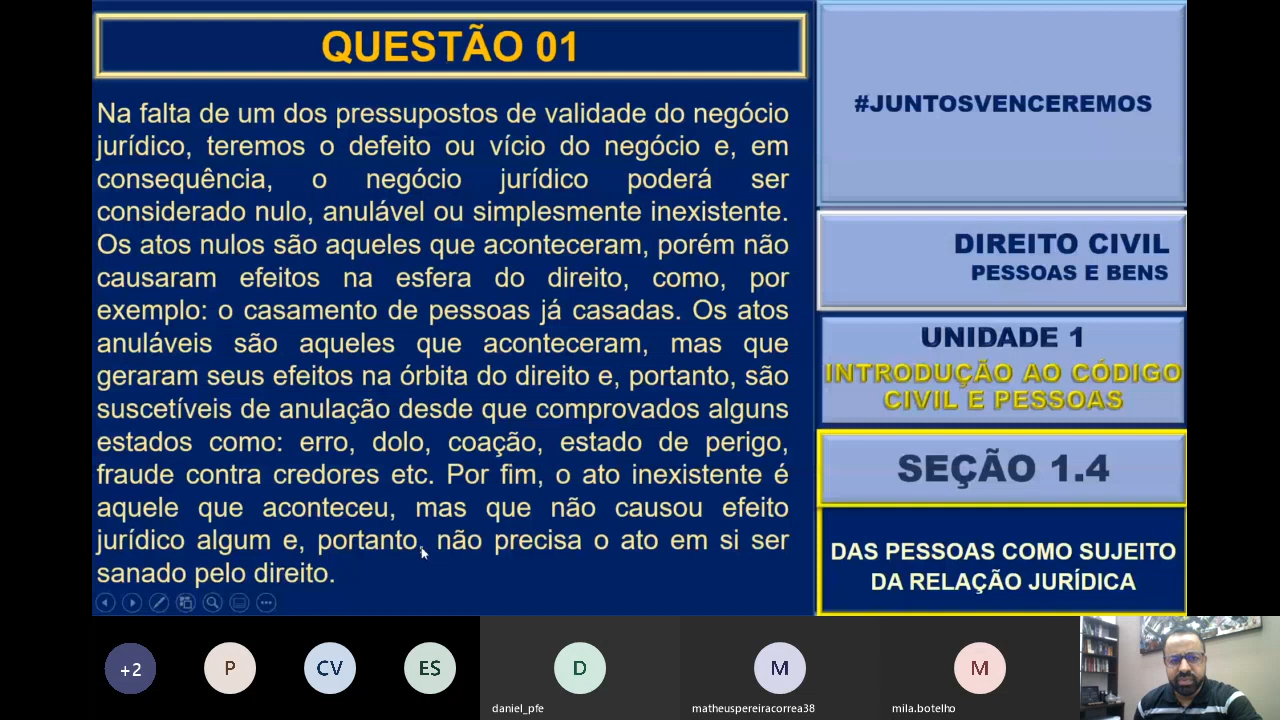 QUESTÃO 01
Na falta de um dos pressupostos de validade do negócio
jurídico, teremos o defeito ou vício do negócio e, em
consequência, o negócio jurídico poderá ser
considerado nulo, anulável ou simplesmente inexistente.
Os atos nulos são aqueles que aconteceram, porém não
causaram efeitos na esfera do direito, como, por
exemplo: o casamento de pessoas já casadas. Os atos
anuláveis são aqueles que aconteceram, mas que
geraram seus efeitos na órbita do direito e, portanto, são
suscetíveis de anulação desde que comprovados alguns
estados como: erro, dolo, coação, estado de perigo,
fraude contra credores etc. Por fim, o ato inexistente é
aquele que aconteceu, mas que não causou efeito
jurídico algum e, portanto, não precisa o ato em si ser
sanado pelo direito.
#JUNTOSVENCEREMOS
DIREITO CIVIL
PESSOAS E BENS
UNIDADE 1
INTRODUÇÃO AO CÓDIGO
CIVIL E PESSOAS
SEÇÃO 1.4
DAS PESSOAS COMO SUJEITO
DA RELAÇÃO JURÍDICA
+2
P
CV
ES
D
daniel_pfe
M
matheuspereiracorrea38
M
mila.botelho